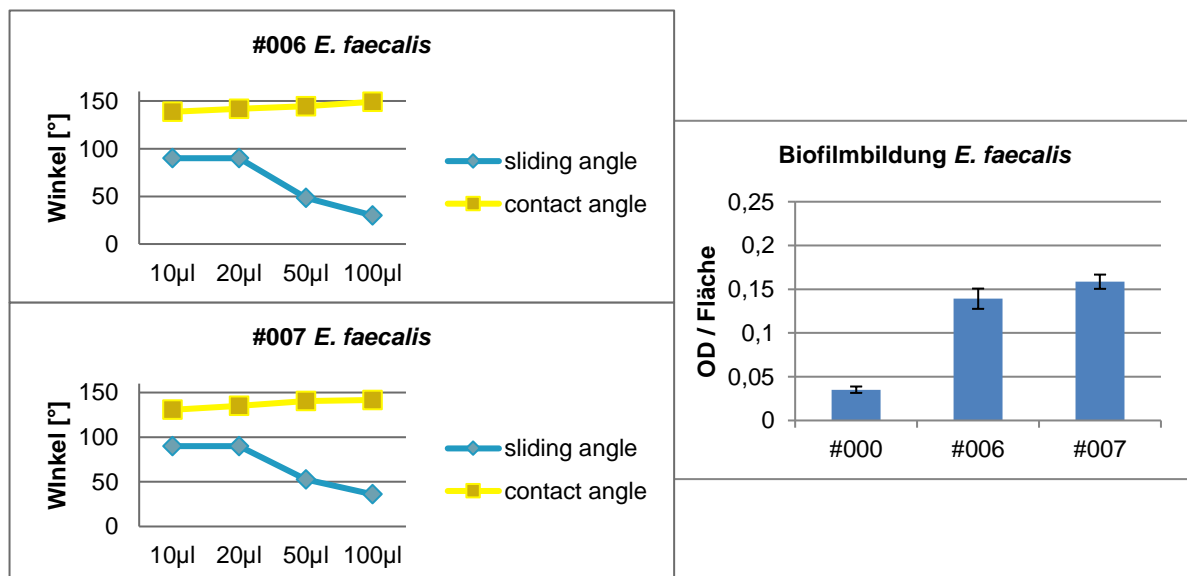 #006 E. faecalis
Winkel [°]
150
100
50
0
10µl 20µl 50µl 100µl
sliding angle
contact angle
#007 E. faecalis
WInkel [°]
150
100
50
0
10µl 20µl 50µl 100µl
sliding angle
contact angle
Biofilmbildung E. faecalis
OD / Fläche
0,25
0,2
0,15
0,1
0,05
0
#000 #006 #007